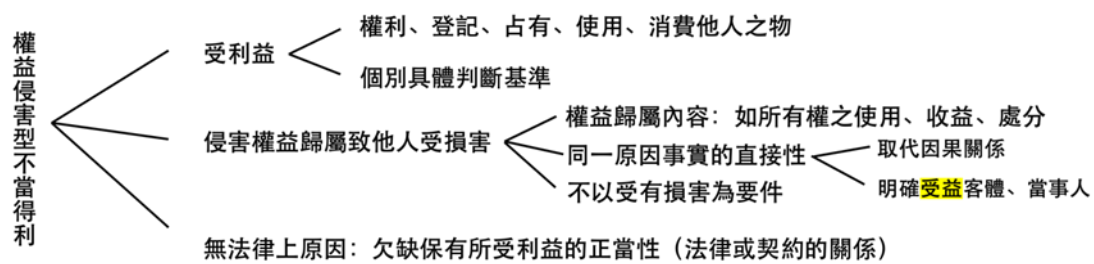 權益侵害型不當得利
受利益
權利、登記、占有、使用、消費他人之物
個別具體判斷基準
侵害權益歸屬致他人受損害
權益歸屬內容：如所有權之使用、收益、處分
同一原因事實的直接性
取代因果關係
明確受益客體、當事人
不以受有損害為要件
無法律上原因：欠缺保有所受利益的正當性（法律或契約的關係）